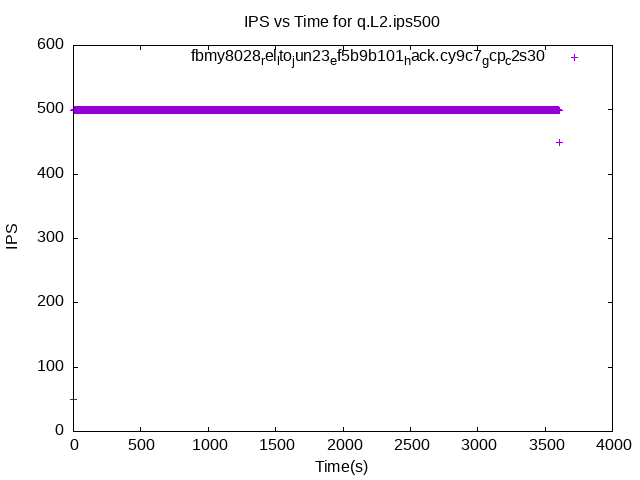 IPS vs Time for q.L2.ips500
fbmy8028relltojun23ef5b9b101hack.cy9c7gcpc2s30
600
500
400
300
200
100
0
IPS
0 500 1000 1500 2000 2500 3000 3500 4000
Time(s)